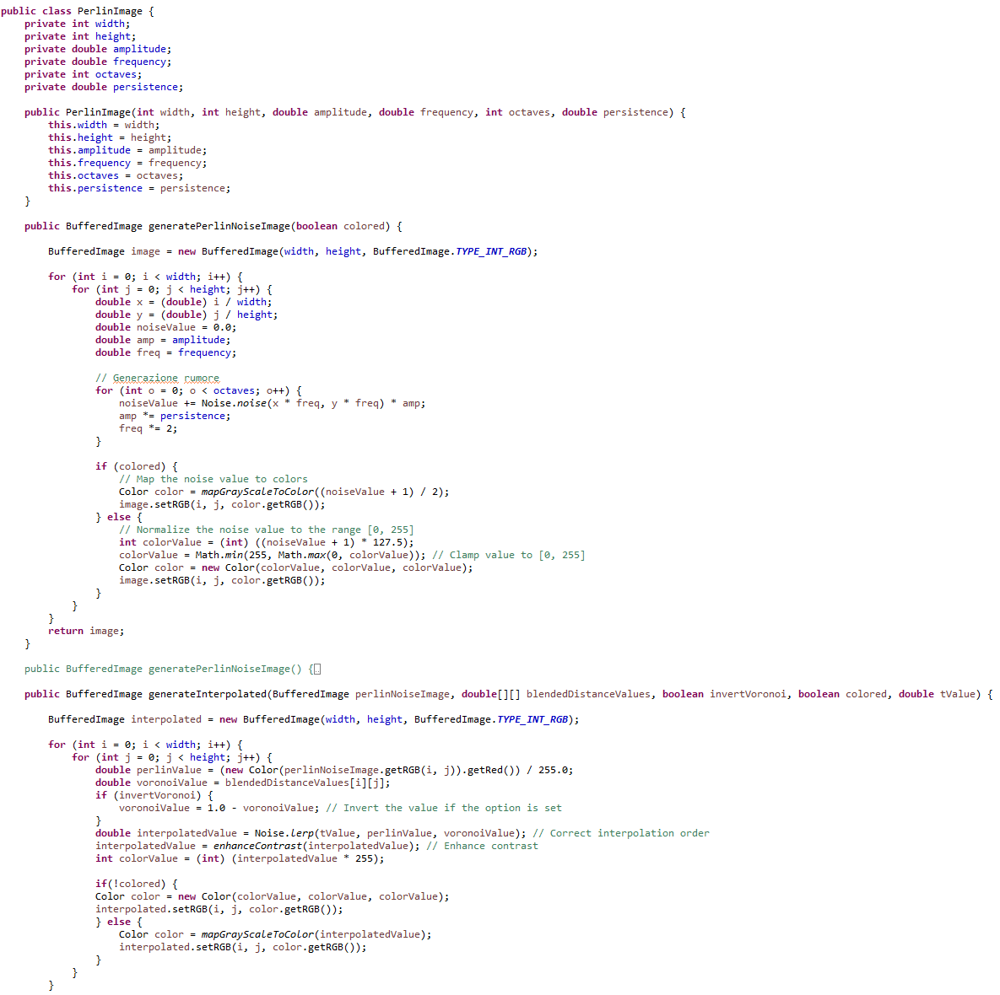 public class PerlinImage {
    private int width;
    private int height;
    private double amplitude;
    private double frequency;
    private int octaves;
    private double persistence;

    public PerlinImage(int width, int height, double amplitude, double frequency, int octaves, double persistence) {
        this.width = width;
        this.height = height;
        this.amplitude = amplitude;
        this.frequency = frequency;
        this.octaves = octaves;
        this.persistence = persistence;
    }

    public BufferedImage generatePerlinNoiseImage(boolean colored) {

        BufferedImage image = new BufferedImage(width, height, BufferedImage.TYPE_INT_RGB);

        for (int i = 0; i < width; i++) {
            for (int j = 0; j < height; j++) {
                double x = (double) i / width;
                double y = (double) j / height;
                double noiseValue = 0.0;
                double amp = amplitude;
                double freq = frequency;

                // Generazione rumore
                for (int o = 0; o < octaves; o++) {
                    noiseValue += Noise.noise(x * freq, y * freq) * amp;
                    amp *= persistence;
                    freq *= 2;
                }

                if (colored) {
                    // Map the noise value to colors
                    Color color = mapGrayScaleToColor((noiseValue + 1) / 2);
                    image.setRGB(i, j, color.getRGB());
                } else {
                    // Normalize the noise value to the range [0, 255]
                    int colorValue = (int) ((noiseValue + 1) * 127.5);
                    colorValue = Math.min(255, Math.max(0, colorValue)); // Clamp value to [0, 255]
                    Color color = new Color(colorValue, colorValue, colorValue);
                    image.setRGB(i, j, color.getRGB());
                }
            }
        }
        return image;
    }

    public BufferedImage generatePerlinNoiseImage() {

    public BufferedImage generateInterpolated(BufferedImage perlinNoiseImage, double[][] blendedDistanceValues, boolean invertVoronoi, boolean colored, double tValue) {

        BufferedImage interpolated = new BufferedImage(width, height, BufferedImage.TYPE_INT_RGB);

        for (int i = 0; i < width; i++) {
            for (int j = 0; j < height; j++) {
                double perlinValue = (new Color(perlinNoiseImage.getRGB(i, j)).getRed()) / 255.0;
                double voronoiValue = blendedDistanceValues[i][j];
                if (invertVoronoi) {
                    voronoiValue = 1.0 - voronoiValue; // Invert the value if the option is set
                }
                double interpolatedValue = Noise.lerp(tValue, perlinValue, voronoiValue); // Correct interpolation order
                interpolatedValue = enhanceContrast(interpolatedValue); // Enhance contrast
                int colorValue = (int) (interpolatedValue * 255);

                if(!colored) {
                Color color = new Color(colorValue, colorValue, colorValue);
                interpolated.setRGB(i, j, color.getRGB());
                } else {
                    Color color = mapGrayScaleToColor(interpolatedValue);
                    interpolated.setRGB(i, j, color.getRGB());
                }
            }
        }